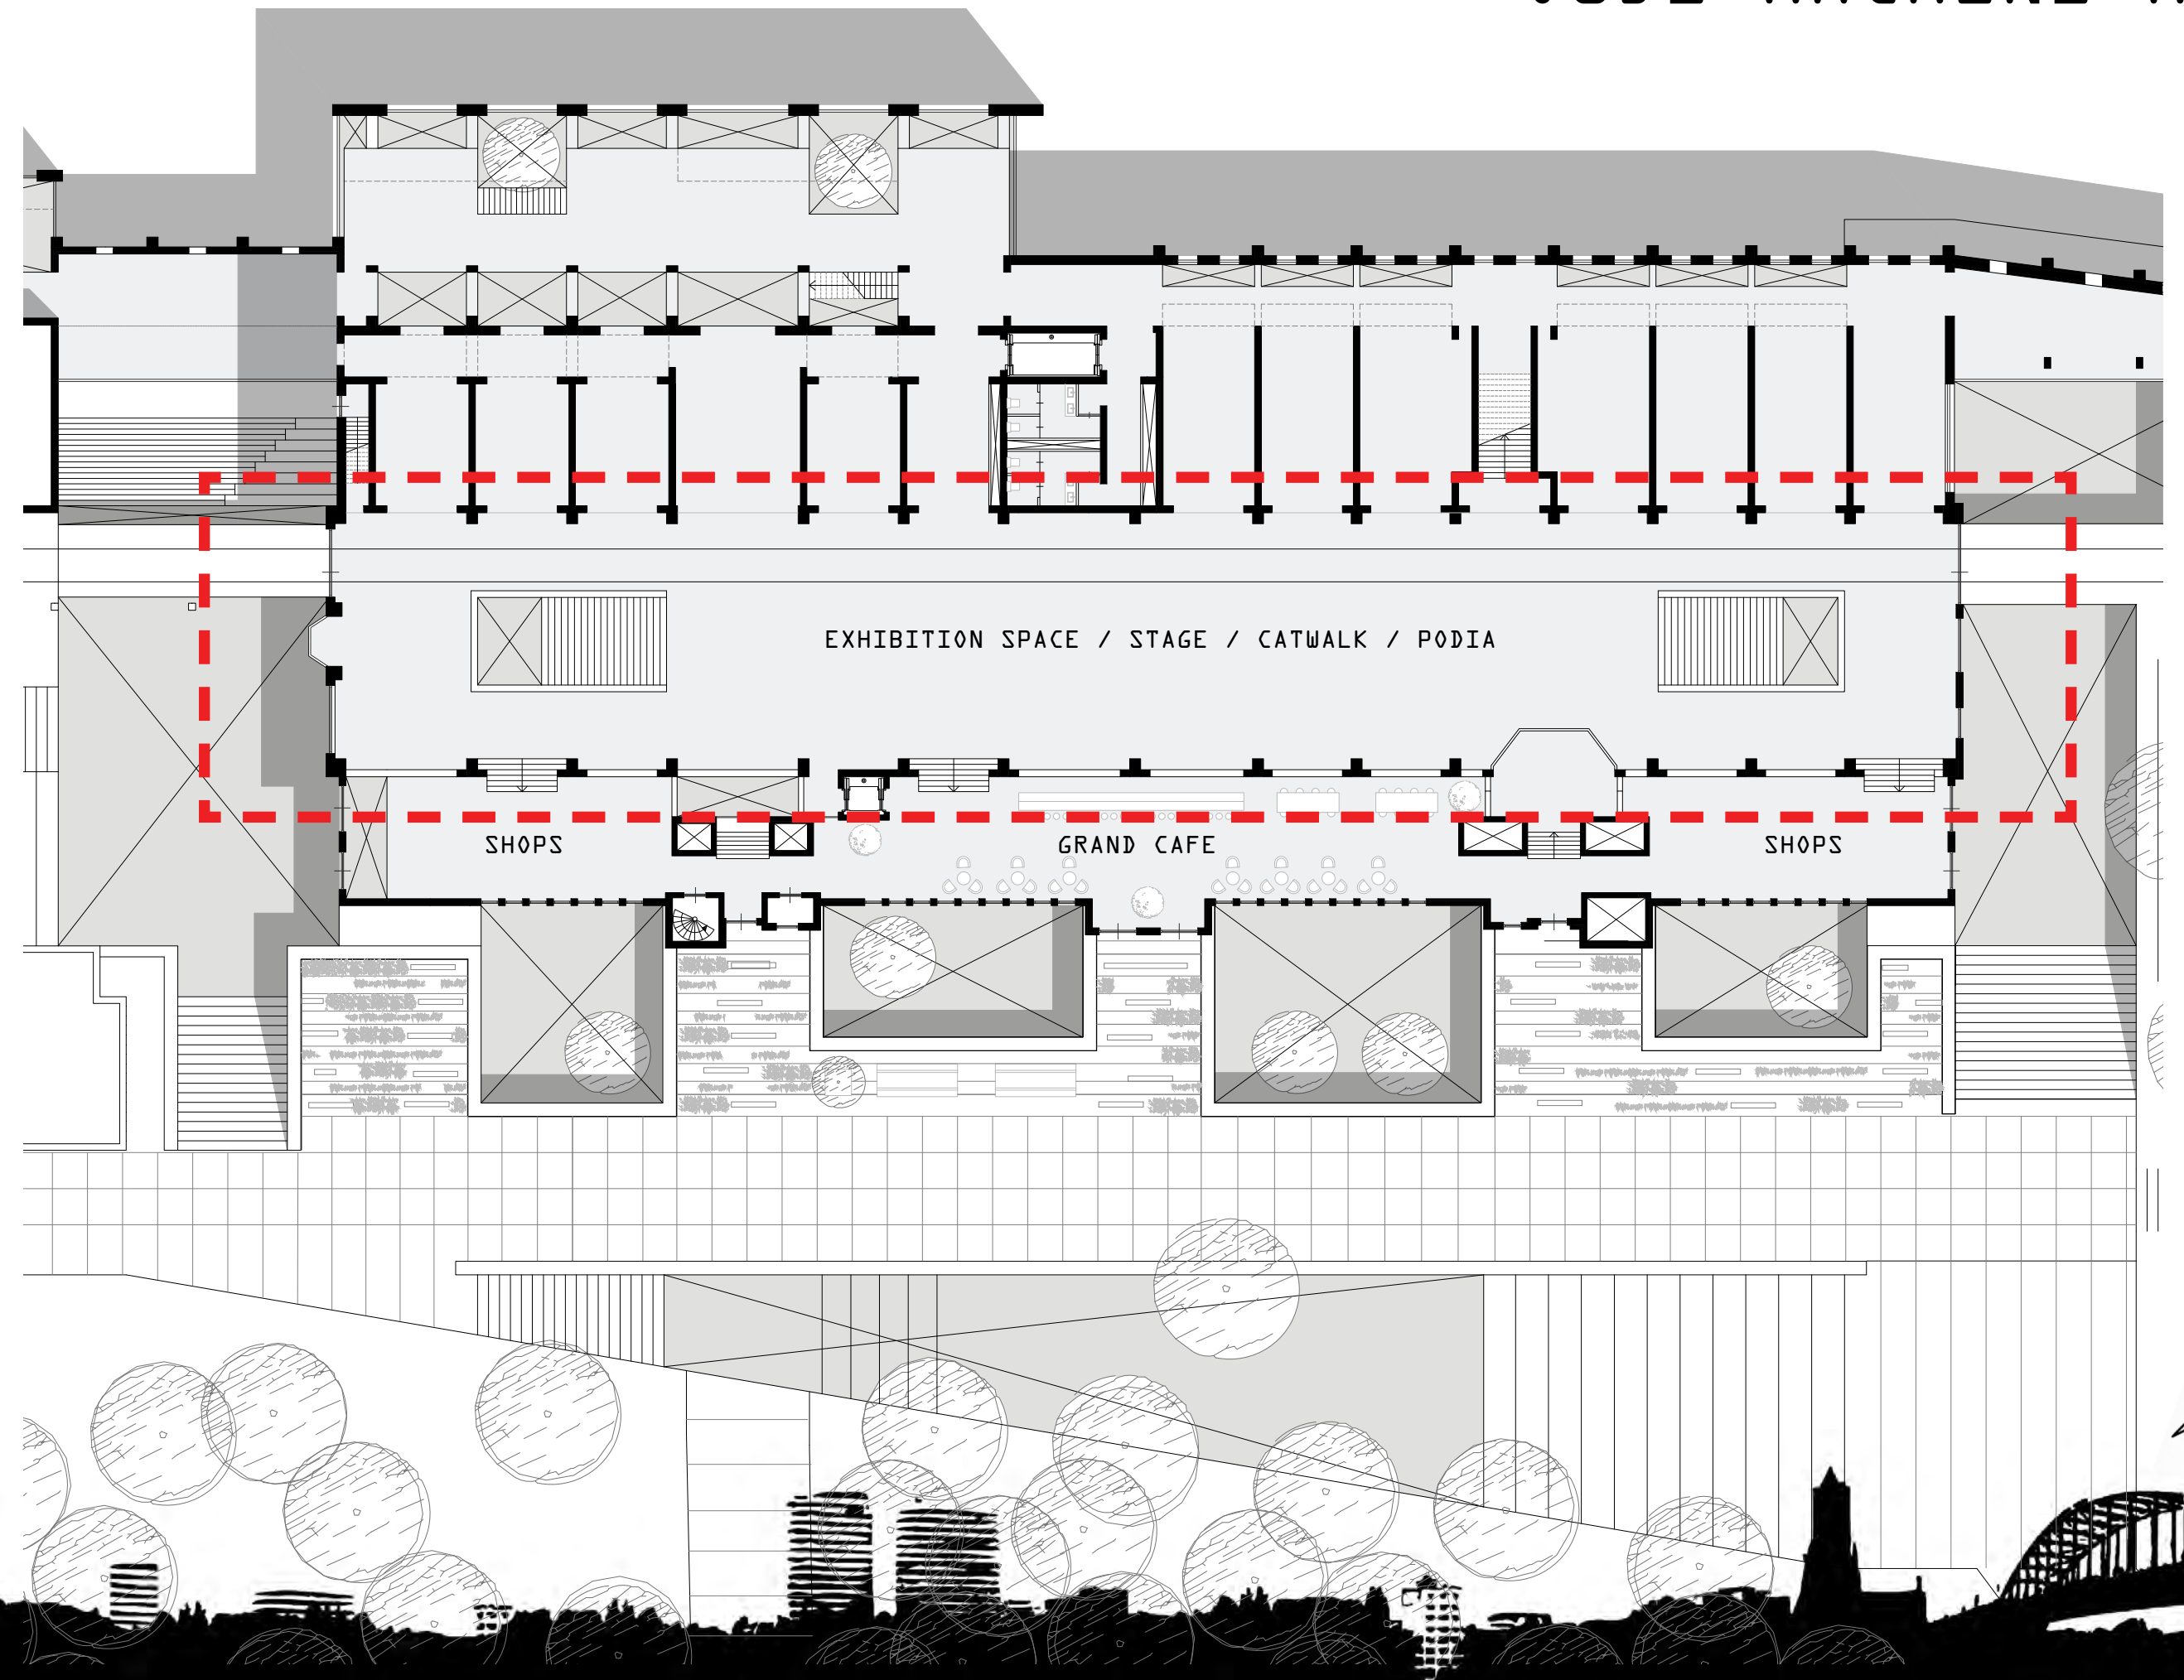 EXHIBITION SPACE / STAGE / CATWALK / PODIA
SHOPS
GRAND CAFE
SHOPS